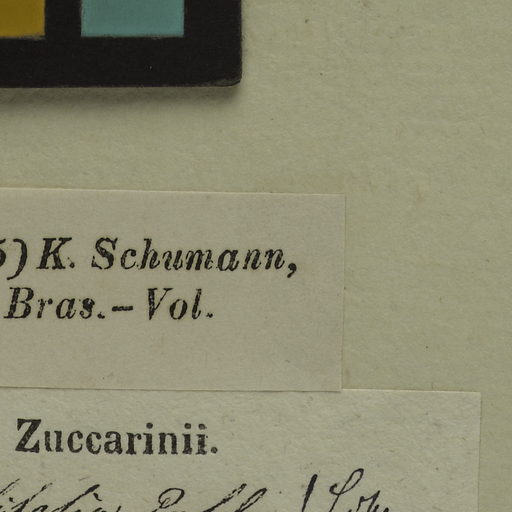 5) K. Schumann,
Bras.-Vol.
Zuccarinii.